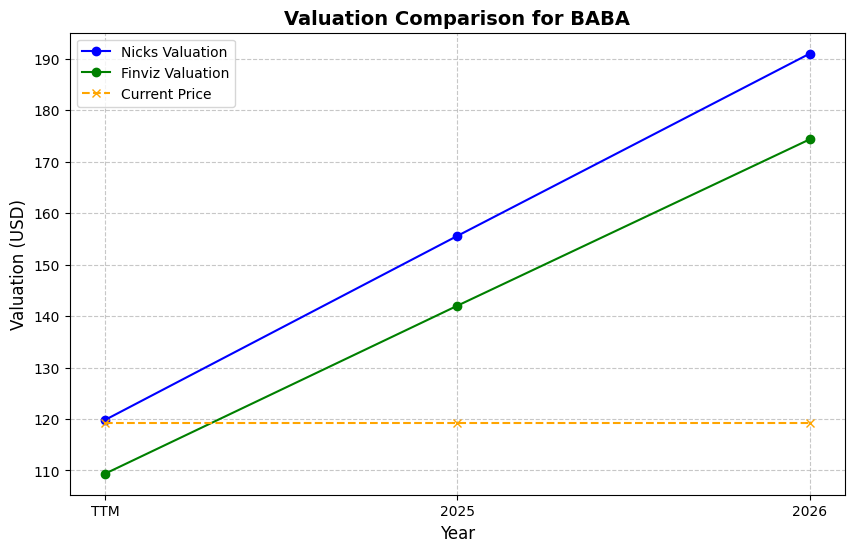 Valuation Comparison for BABA
Nicks Valuation
Finviz Valuation
Current Price
190
180
170
160
150
140
130
120
110
Valuation (USD)
TTM
2025
2026
Year